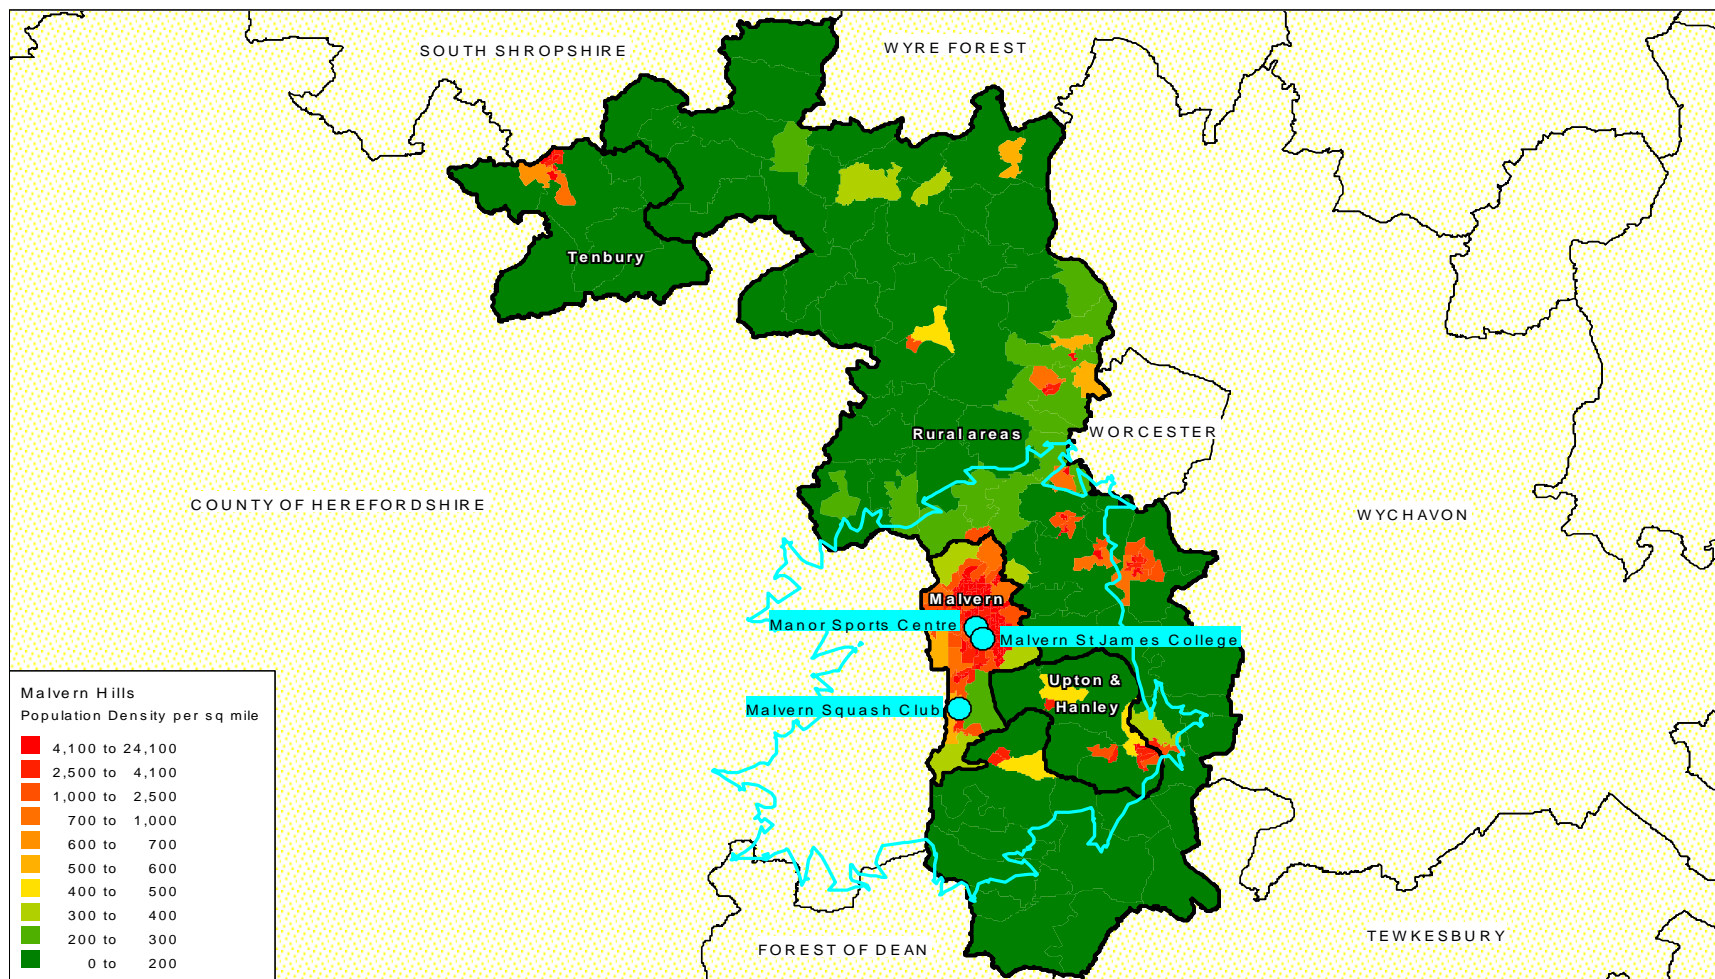 SOUTH SHROPSHIRE
WYRE FOREST
Tenbury
Rural areas
WORCESTER
COUNTY OF HEREFORDSHIRE
WYCHAVON
Malvern
Manor Sports Centre
Malvern St James College
Upton &
Hanley
Malvern Squash Club
Malvern Hills
Population Density per sq mile
4,100 to 24,100
2,500 to 4,100
1,000 to 2,500
700 to 1,000
600 to 700
500 to 600
400 to 500
300 to 400
200 to 300
0 to 200
FOREST OF DEAN
TEWKESBURY